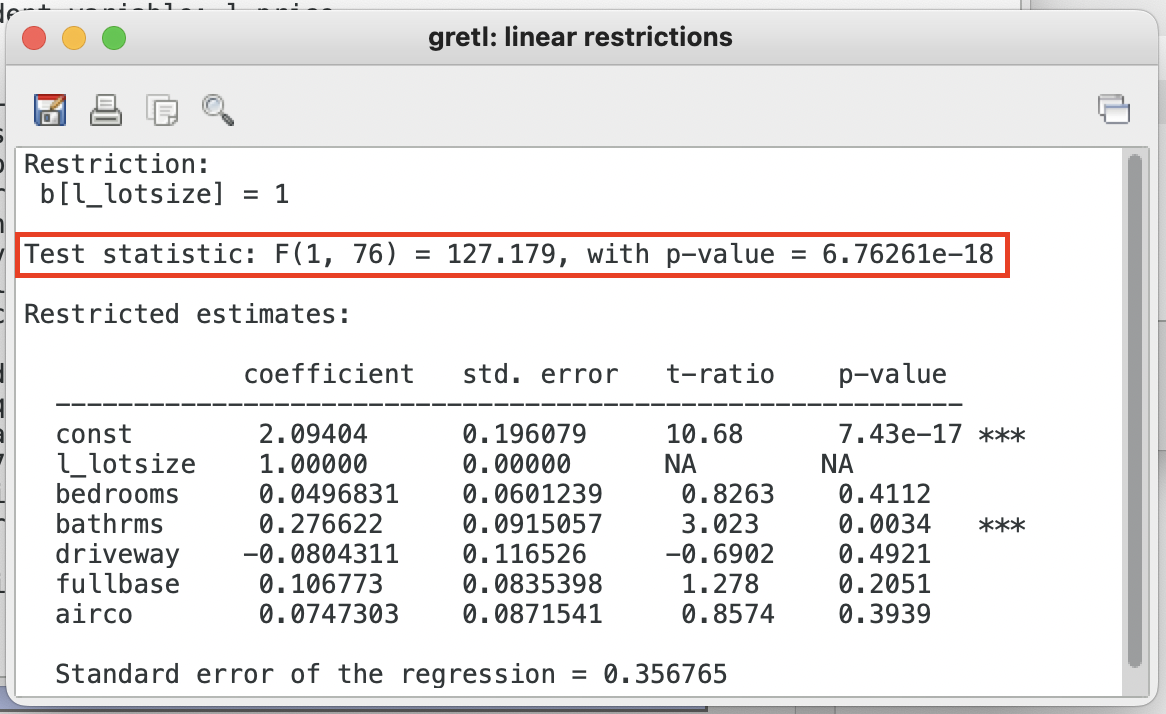 dent variable: l_price
gretl: linear restrictions
Restriction:
b[l_lotsize] = 1
Test statistic: F(1, 76) = 127.179, with p-value = 6.76261e-18
Restricted estimates:
coefficient std. error t-ratio p-value
------------------------------------------------------------
const 2.09404 0.196079 10.68 7.43e-17 ***
l_lotsize 1.00000 0.00000 NA NA
bedrooms 0.0496831 0.0601239 0.8263 0.4112
bathrms 0.276622 0.0915057 3.023 0.0034 ***
driveway −0.0804311 0.116526 −0.6902 0.4921
fullbase 0.106773 0.0835398 1.278 0.2051
airco 0.0747303 0.0871541 0.8574 0.3939
Standard error of the regression = 0.356765